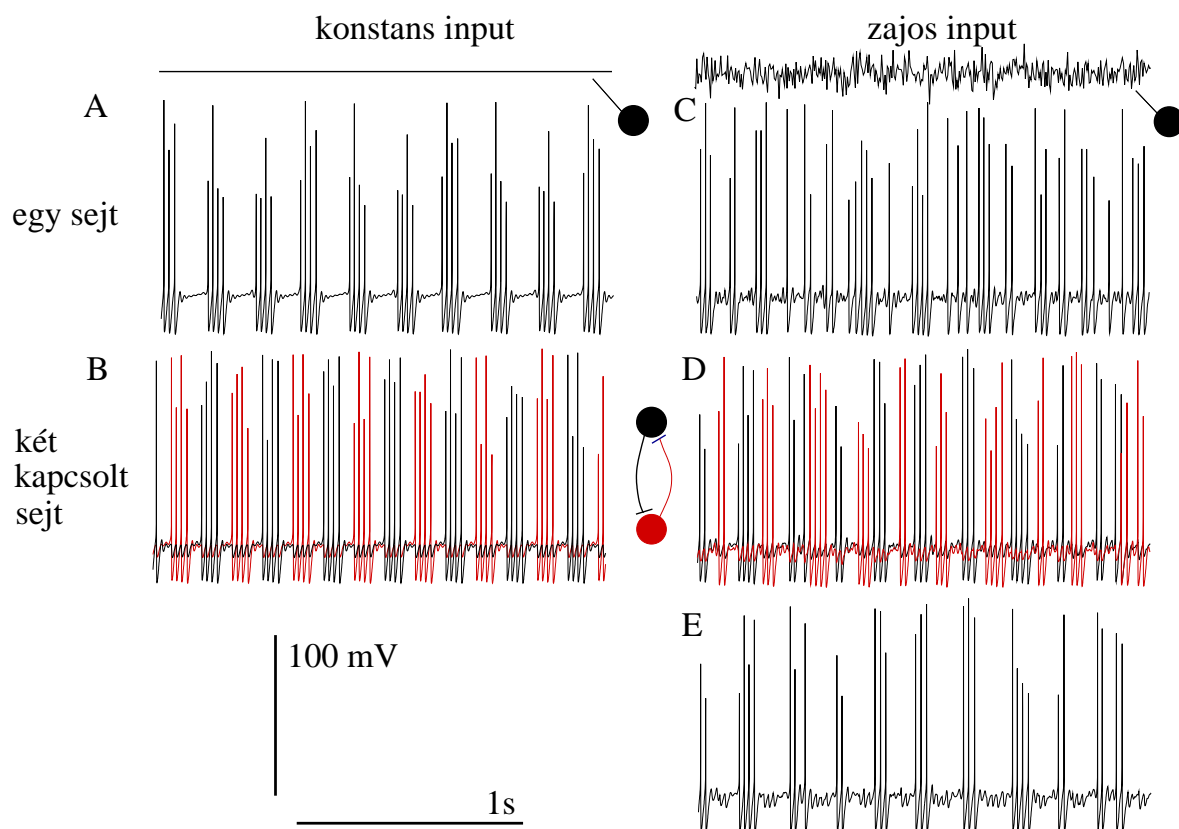 konstans input
zajos input
A
C
egy sejt
B
D
két
kapcsolt
sejt
E
100 mV
1s